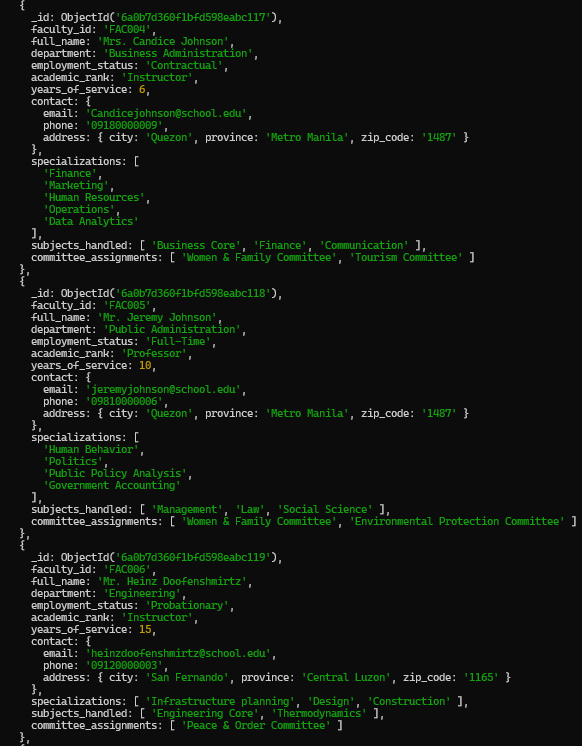 {
_id: ObjectId('6a0b7d360f1bfd598eabc117'),
faculty_id: 'FAC004',
full_name: 'Mrs. Candice Johnson',
department: 'Business Administration',
employment_status: 'Contractual',
academic_rank: 'Instructor',
years_of_service: 6,
contact: {
email: 'Candicejohnson@school.edu',
phone: '09180000009',
address: { city: 'Quezon', province: 'Metro Manila', zip_code: '1487' }
},
specializations: [
'Finance',
'Marketing',
'Human Resources',
'Operations',
'Data Analytics'
],
subjects_handled: [ 'Business Core', 'Finance', 'Communication' ],
committee_assignments: [ 'Women & Family Committee', 'Tourism Committee' ]
},
{
_id: ObjectId('6a0b7d360f1bfd598eabc118'),
faculty_id: 'FAC005',
full_name: 'Mr. Jeremy Johnson',
department: 'Public Administration',
employment_status: 'Full-Time',
academic_rank: 'Professor',
years_of_service: 10,
contact: {
email: 'jeremyjohnson@school.edu',
phone: '09810000006',
address: { city: 'Quezon', province: 'Metro Manila', zip_code: '1487' }
},
specializations: [
'Human Behavior',
'Politics',
'Public Policy Analysis',
'Government Accounting'
],
subjects_handled: [ 'Management', 'Law', 'Social Science' ],
committee_assignments: [ 'Women & Family Committee', 'Environmental Protection Committee' ]
},
{
_id: ObjectId('6a0b7d360f1bfd598eabc119'),
faculty_id: 'FAC006',
full_name: 'Mr. Heinz Doofenshmirtz',
department: 'Engineering',
employment_status: 'Probationary',
academic_rank: 'Instructor',
years_of_service: 15,
contact: {
email: 'heinzdoofenshmirtz@school.edu',
phone: '09120000003',
address: { city: 'San Fernando', province: 'Central Luzon', zip_code: '1165' }
},
specializations: [ 'Infrastructure planning', 'Design', 'Construction' ],
subjects_handled: [ 'Engineering Core', 'Thermodynamics' ],
committee_assignments: [ 'Peace & Order Committee' ]
},
{